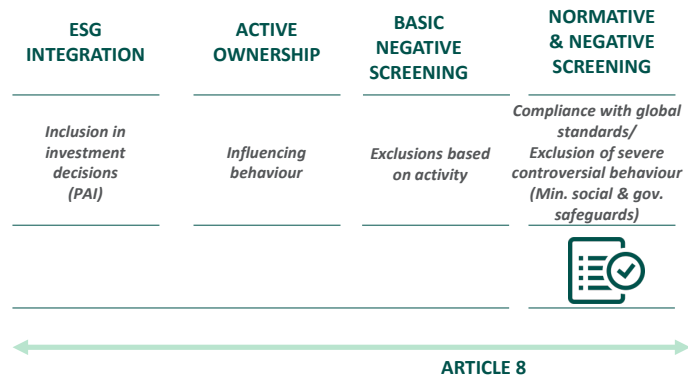 ESG
INTEGRATION
ACTIVE
OWNERSHIP
BASIC
NEGATIVE
SCREENING
NORMATIVE
& NEGATIVE
SCREENING
Inclusion in
investment
decisions
(PAI)
Influencing
behaviour
Exclusions based
on activity
Compliance with global
standards/
Exclusion of severe
controversial behaviour
(Min. social & gov.
safeguards)
ARTICLE 8